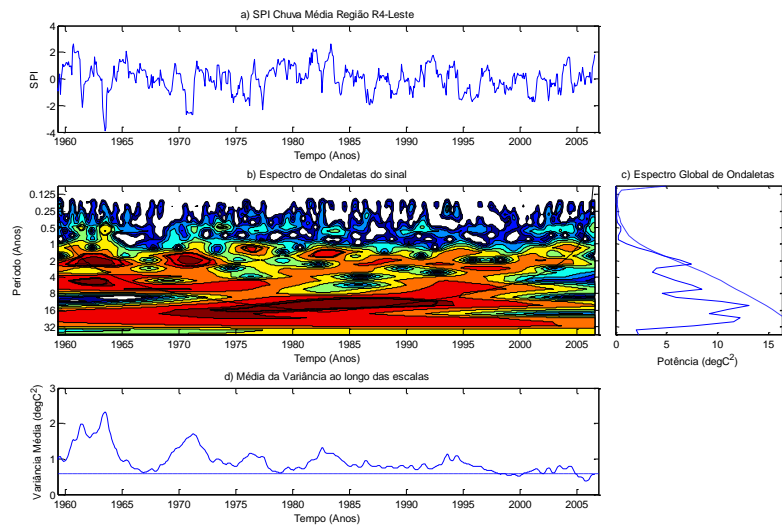 a) SPI Chuva Média Região R4-Leste
4
2
0
-2
-4
SPI
1960 1965 1970 1975 1980 1985 1990 1995 2000 2005
Tempo (Anos)
b) Espectro de Ondaletas do sinal
0.125
0.25
0.5
1
2
4
8
16
32
Período (Anos)
1960 1965 1970 1975 1980 1985 1990 1995 2000 2005
Tempo (Anos)
c) Espectro Global de Ondaletas
0 5 10 15
Potência (degC²)
d) Média da Variância ao longo das escalas
3
2
1
0
Variância Média (degC²)
1960 1965 1970 1975 1980 1985 1990 1995 2000 2005
Tempo (Anos)